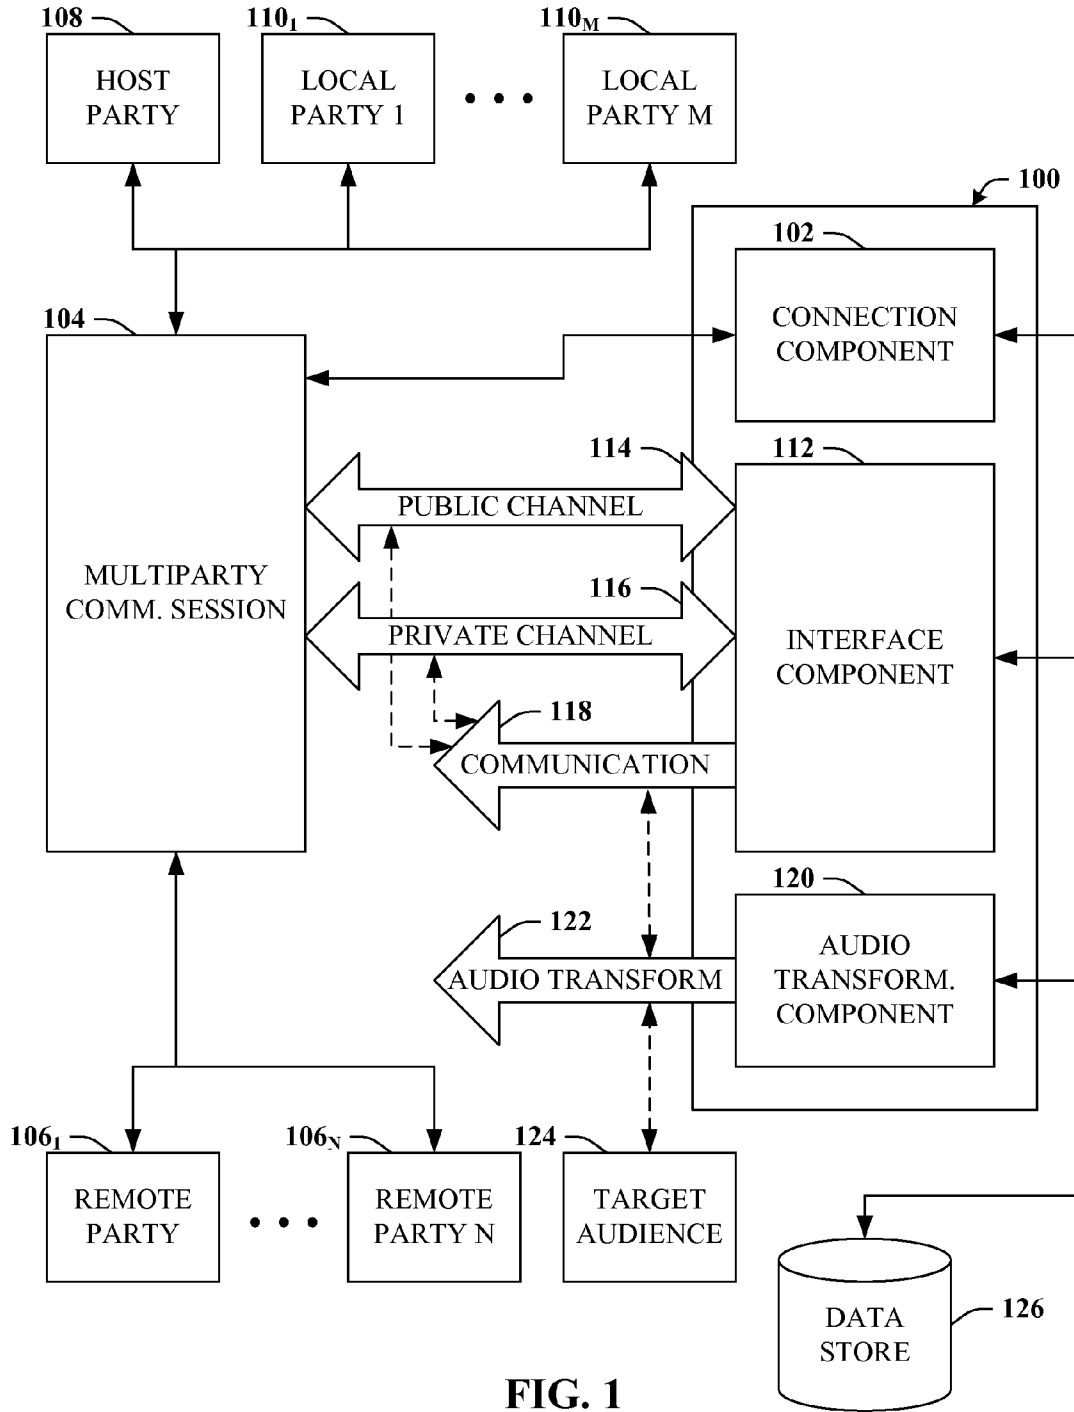 108
HOST
PARTY
110₁
LOCAL
PARTY 1
110M
LOCAL
PARTY M
100
102
CONNECTION
COMPONENT
104
MULTIPARTY
COMM. SESSION
114
PUBLIC CHANNEL
116
PRIVATE CHANNEL
112
INTERFACE
COMPONENT
118
COMMUNICATION
120
AUDIO
TRANSFORM.
COMPONENT
122
AUDIO TRANSFORM
106₁
REMOTE
PARTY
106N
REMOTE
PARTY N
124
TARGET
AUDIENCE
DATA
STORE
126
FIG. 1